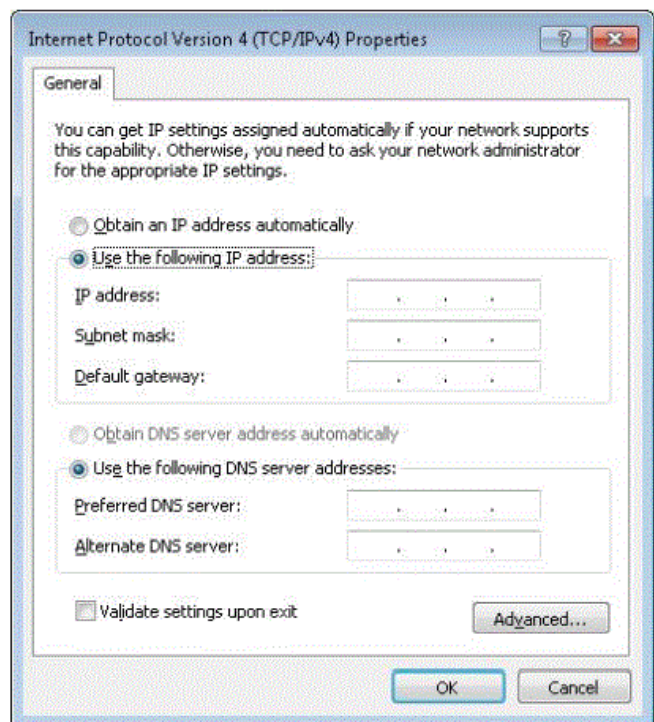 Internet Protocol Version 4 (TCP/IPv4) Properties
General
You can get IP settings assigned automatically if your network supports
this capability. Otherwise, you need to ask your network administrator
for the appropriate IP settings.
Obtain an IP address automatically
Use the following IP address:
IP address:
Subnet mask:
Default gateway:
Obtain DNS server address automatically
Use the following DNS server addresses:
Preferred DNS server:
Alternate DNS server:
Validate settings upon exit
Advanced...
OK
Cancel